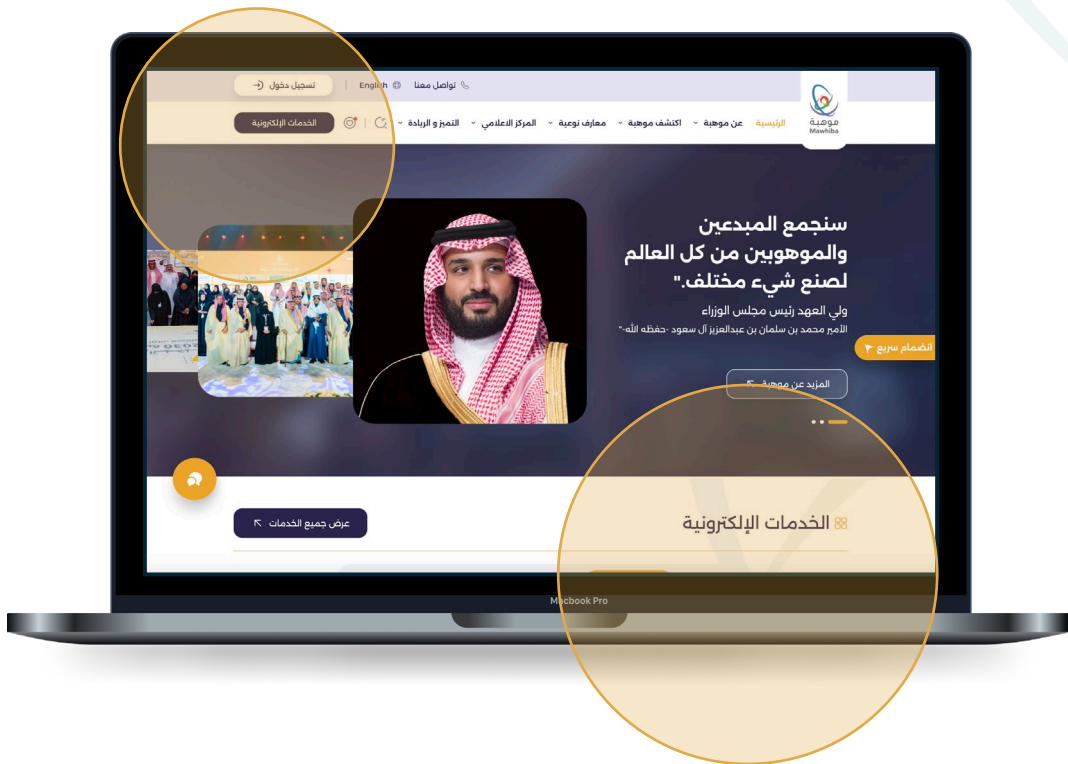 تواصل معنا
English
تسجيل دخول
موهبة
Mawhiba
الرئيسية
عن موهبة
اكتشف موهبة
معارف نوعية
المركز الاعلامي
التميز و الريادة
الخدمات الإلكترونية
سنجمع المبدعين
والموهوبين من كل العالم
لصنع شيء مختلف."
ولي العهد رئيس مجلس الوزراء
الأمير محمد بن سلمان بن عبدالعزيز آل سعود -حفظه الله-"
انضمام سريع
المزيد عن موهبة
الخدمات الإلكترونية
عرض جميع الخدمات
Macbook Pro